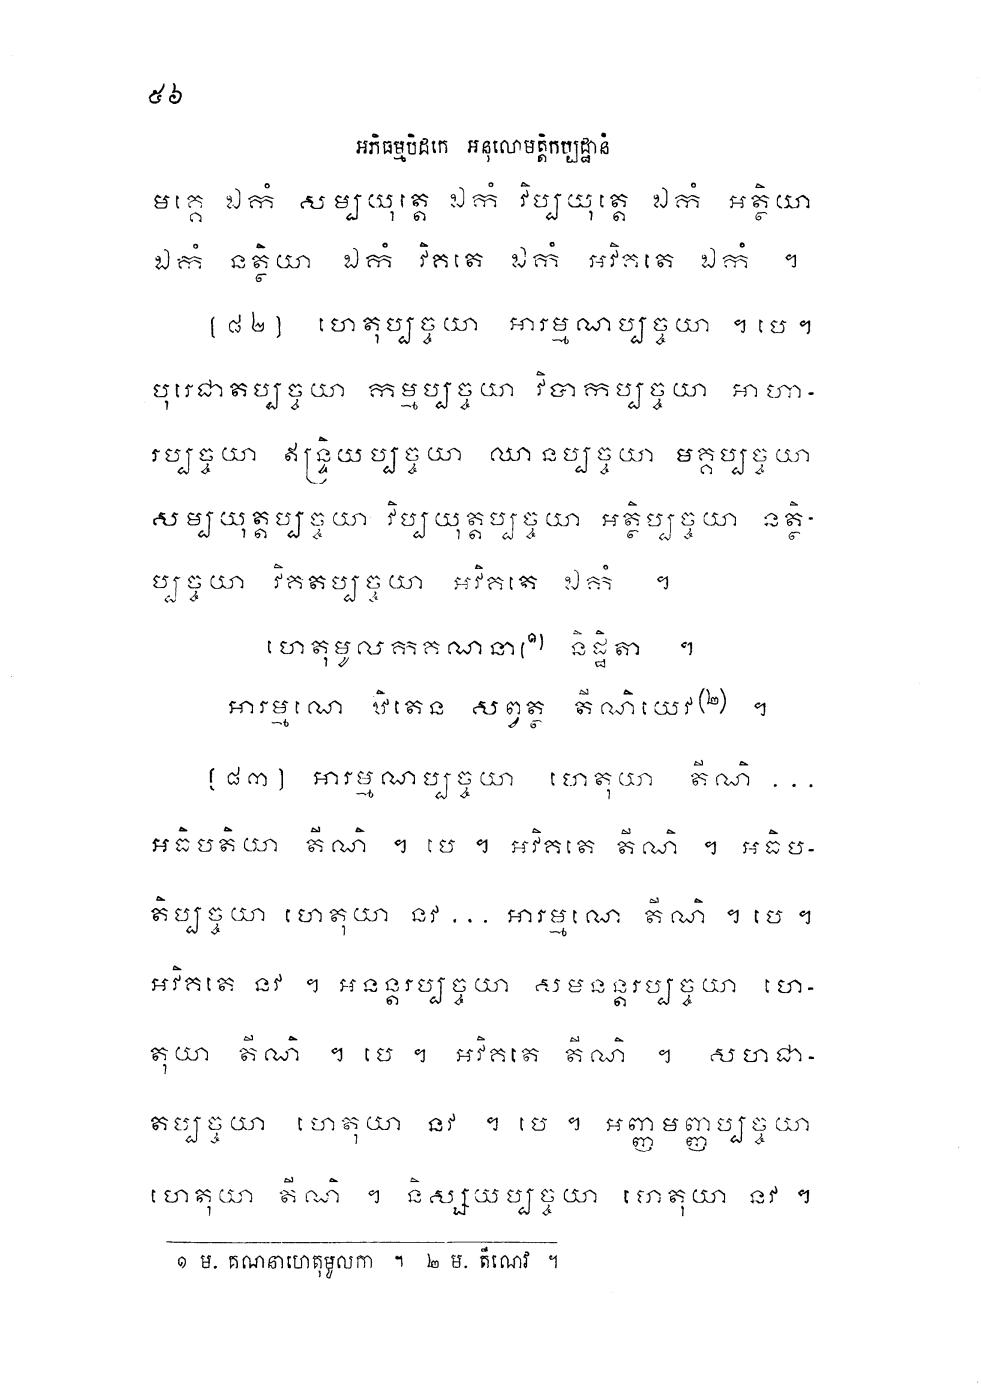 ៥៦
អភិធម្មបិដកេ អនុលោមត្តិកប្បដ្ឋានំ
មគ្គេ ឯកំ សម្បយុត្តេ ឯកំ វិប្បយុត្តេ ឯកំ អត្ថិយា
ឯកំ នត្ថិយា ឯកំ វិគតេ ឯកំ អវិគតេ ឯកំ ។
[៨២] ហេតុប្បច្ចយា អារម្មណប្បច្ចយា ។ បេ ។
បុរេជាតប្បច្ចយា កម្មប្បច្ចយា វិបាកប្បច្ចយា អាហា-
រប្បច្ចយា ឥន្ទ្រិយប្បច្ចយា ឈានប្បច្ចយា មគ្គប្បច្ចយា
សម្បយុត្តប្បច្ចយា វិប្បយុត្តប្បច្ចយា អត្ថិប្បច្ចយា នត្ថិ-
ប្បច្ចយា វិគតប្បច្ចយា អវិគតេ ឯកំ ។
ហេតុមូលកគណនា(១) និដ្ឋិតា ។
អារម្មណេ ឋិតេន សព្វត្ថ តីណិយេវ(២) ។
[៨៣] អារម្មណប្បច្ចយា ហេតុយា តីណិ ...
អធិបតិយា តីណិ ។ បេ ។ អវិគតេ តីណិ ។ អធិប-
តិប្បច្ចយា ហេតុយា នវ ... អារម្មណេ តីណិ ។ បេ ។
អវិគតេ នវ ។ អនន្តរប្បច្ចយា សមនន្តរប្បច្ចយា ហេ-
តុយា តីណិ ។ បេ ។ អវិគតេ តីណិ ។ សហជា-
តប្បច្ចយា ហេតុយា នវ ។ បេ ។ អញ្ញមញ្ញប្បច្ចយា
ហេតុយា តីណិ ។ និស្សយប្បច្ចយា ហេតុយា នវ ។
១ ម. គណនាហេតុមូលកា ។ ២ ម. តីណេវ ។